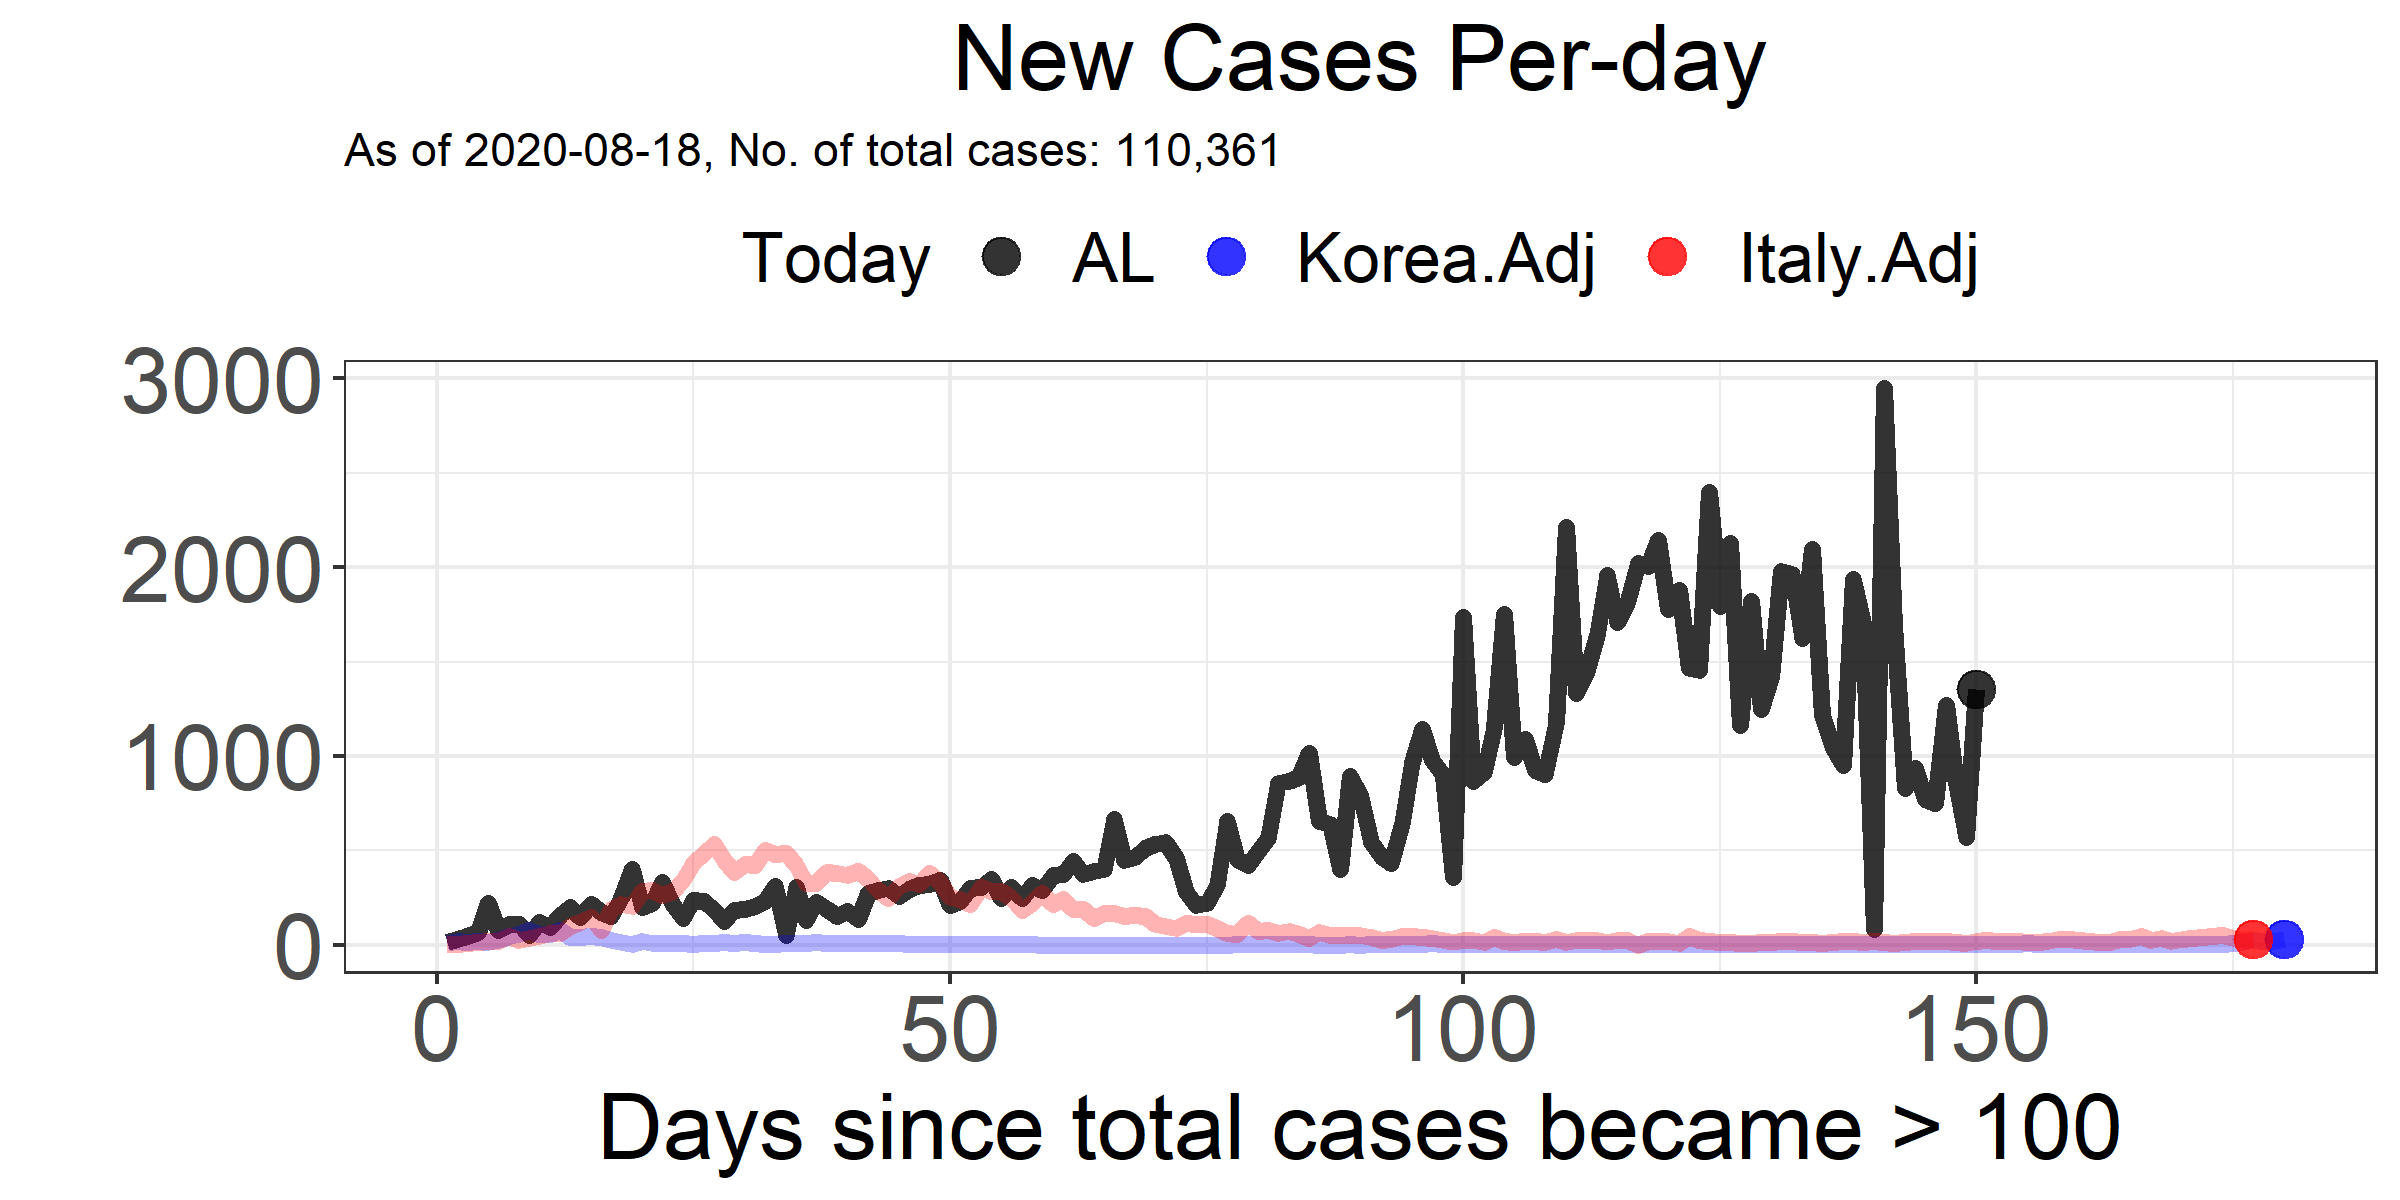 New Cases Per-day
As of 2020-08-18, No. of total cases: 110,361
Today AL Korea.Adj Italy.Adj
3000
2000
1000
0
0 50 100 150
Days since total cases became > 100